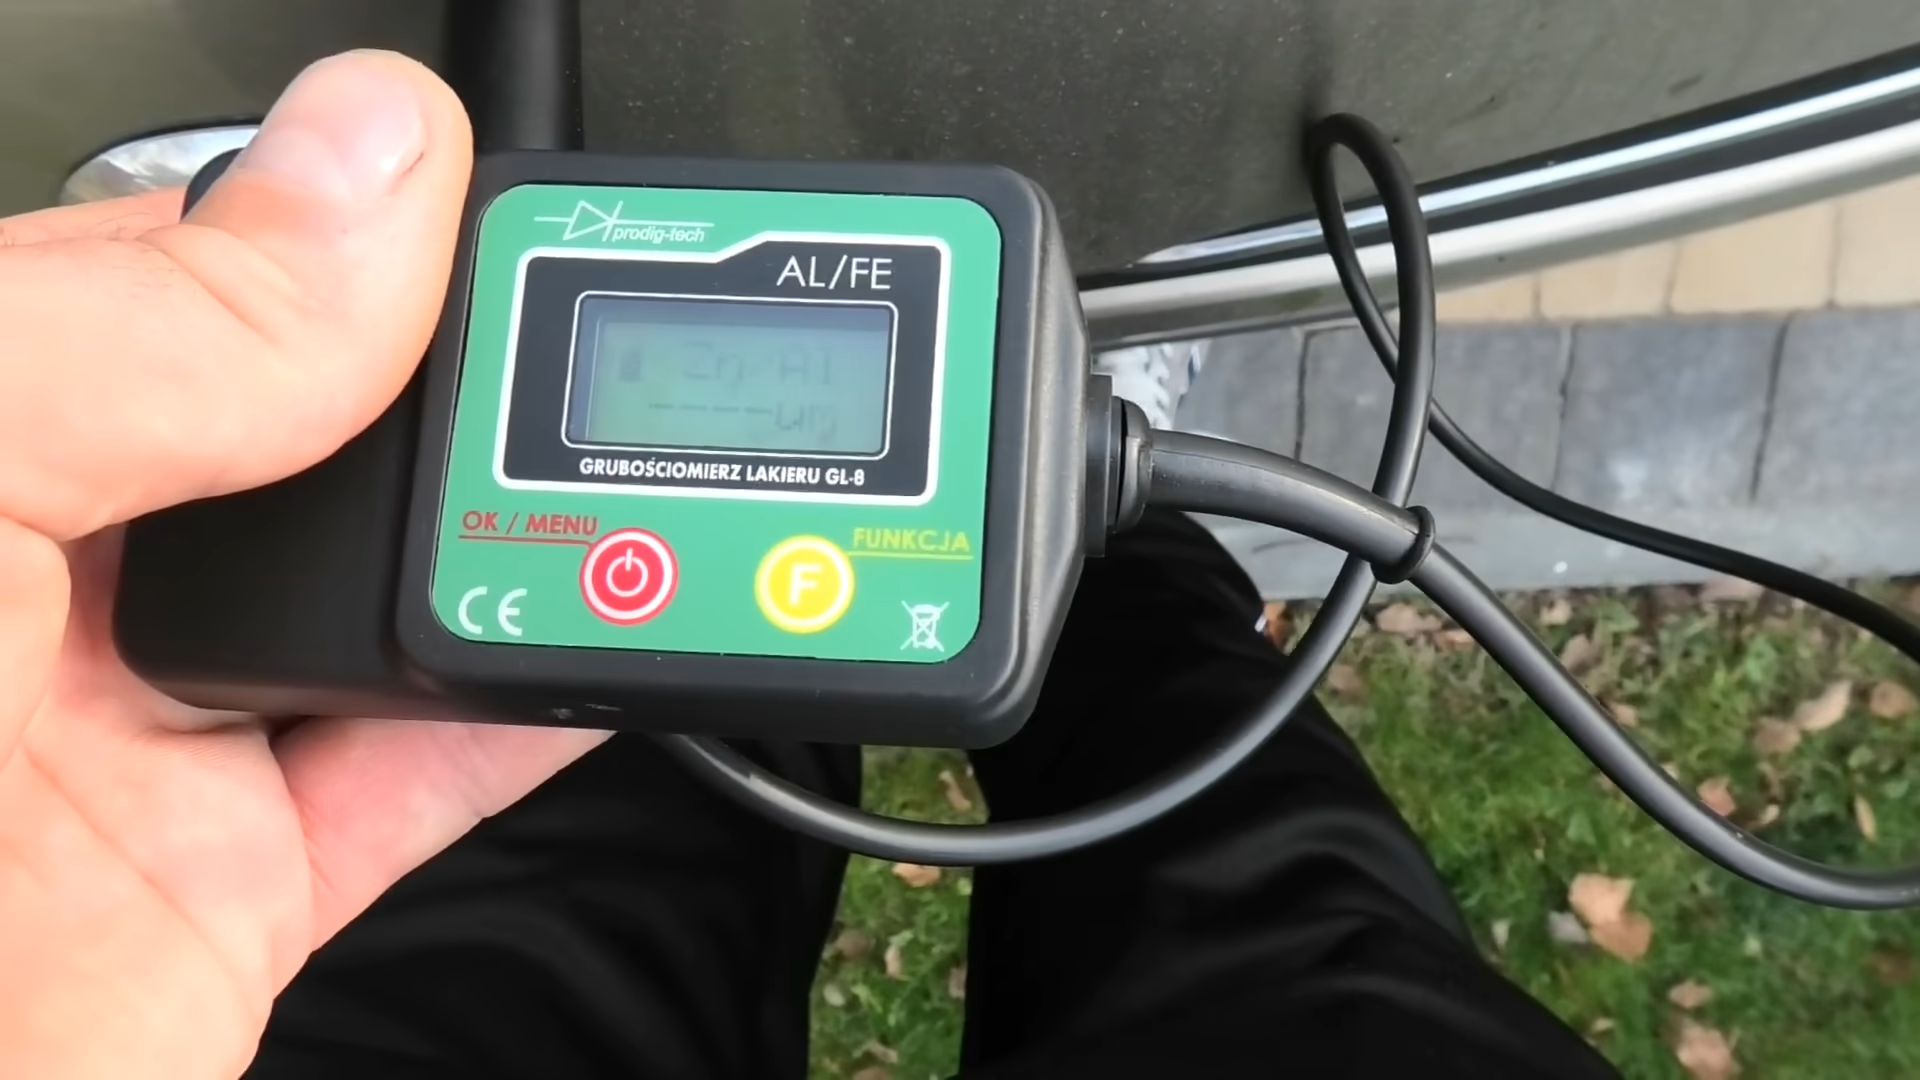 prodig-tech
AL/FE
Zn/Al
----um
GRUBOŚCIOMIERZ LAKIERU GL-8
OK / MENU
FUNKCJA
F
CE